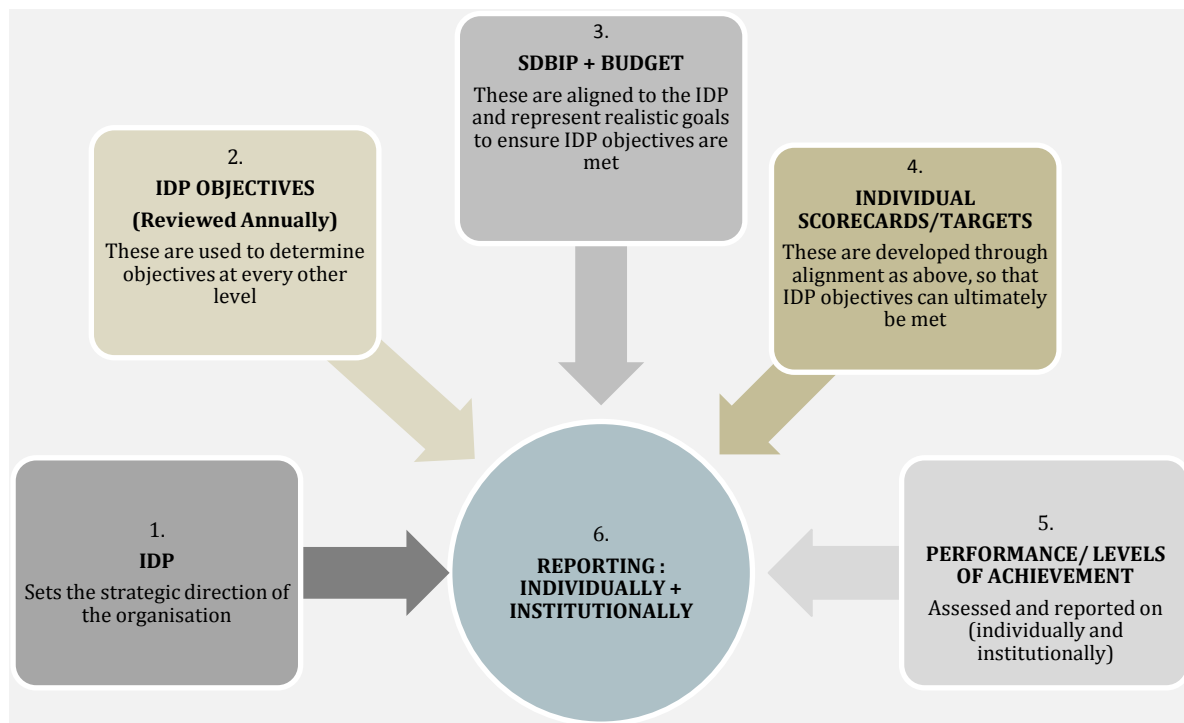 1.
IDP
Sets the strategic direction of
the organisation
2.
IDP OBJECTIVES
(Reviewed Annually)
These are used to determine
objectives at every other
level
3.
SDBIP + BUDGET
These are aligned to the IDP
and represent realistic goals
to ensure IDP objectives are
met
4.
INDIVIDUAL
SCORECARDS/TARGETS
These are developed through
alignment as above, so that
IDP objectives can ultimately
be met
5.
PERFORMANCE/ LEVELS
OF ACHIEVEMENT
Assessed and reported on
(individually and
institutionally)
6.
REPORTING :
INDIVIDUALLY +
INSTITUTIONALLY